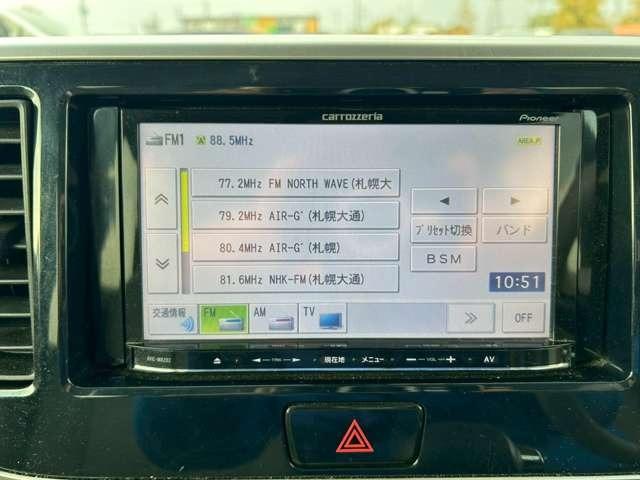 carrozzeria
Pioneer
FM1 88.5MHz
AREA.P
77.2MHz FM NORTH WAVE(札幌大
79.2MHz AIR-G'(札幌大通)
80.4MHz AIR-G'(札幌)
81.6MHz NHK-FM(札幌大通)
プリセット切換
バンド
BSM
10:51
交通情報
FM
AM
TV
OFF
TRK
現在地
メニュー
- VOL +
AV